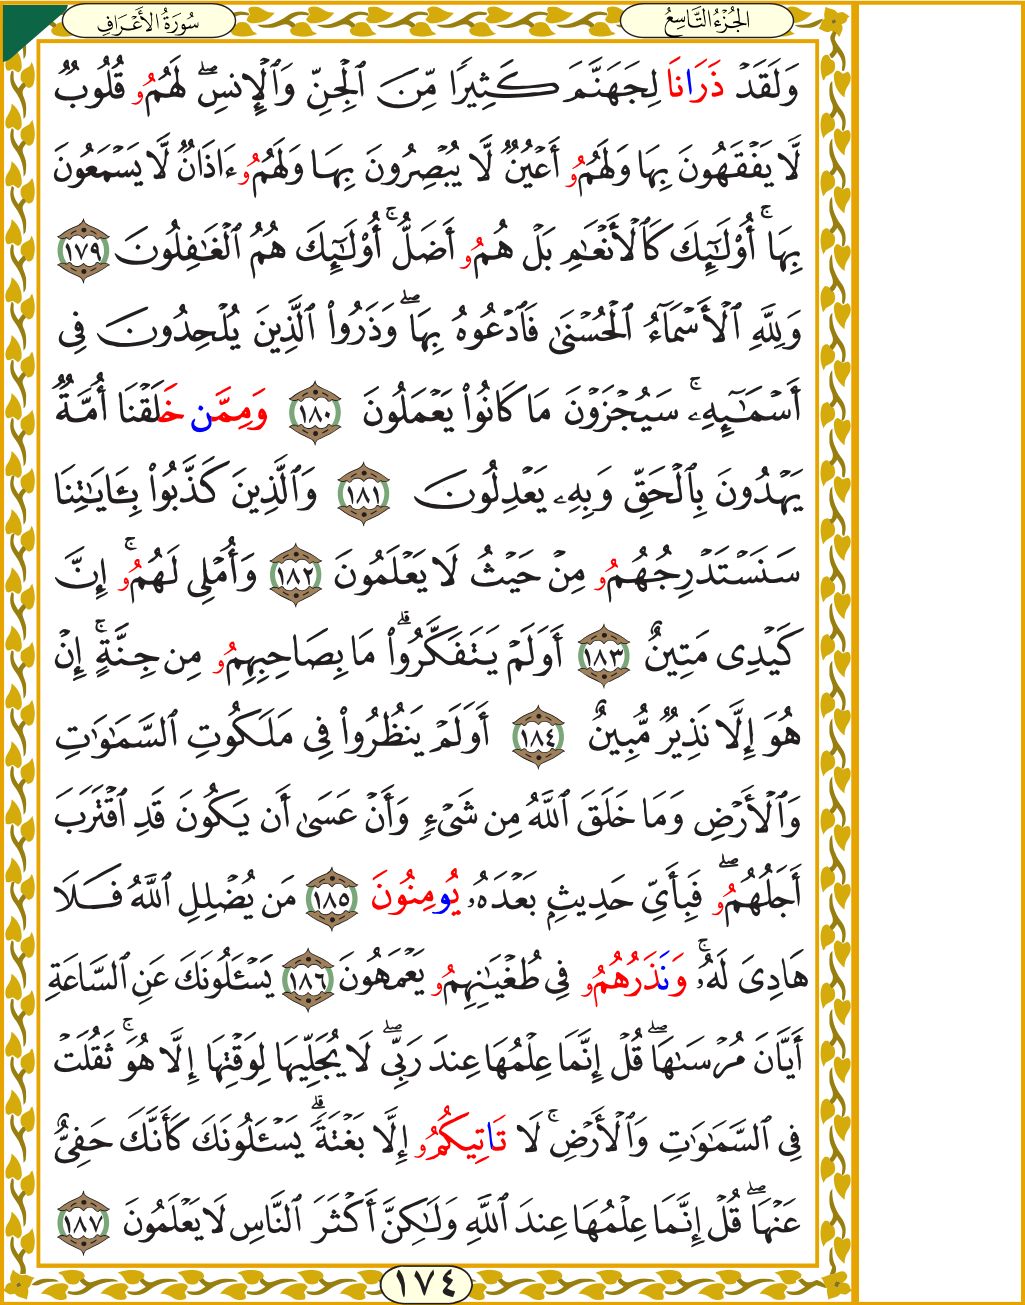 الجُزْءُ التَّاسِعُ
سُورَةُ الأَعْرَافِ
وَلَقَدْ ذَرَانَا لِجَهَنَّمَ كَثِيرًا مِّنَ ٱلْجِنِّ وَٱلْإِنسِ ۖ لَهُمُۥ قُلُوبٌ
لَّا يَفْقَهُونَ بِهَا وَلَهُمُۥ أَعْيُنٌ لَّا يُبْصِرُونَ بِهَا وَلَهُمُۥ ءَاذَانٌ لَّا يَسْمَعُونَ
بِهَا ۚ أُوْلَٰٓئِكَ كَٱلْأَنْعَٰمِ بَلْ هُمُۥ أَضَلُّ ۚ أُوْلَٰٓئِكَ هُمُ ٱلْغَٰفِلُونَ ١٧٩
وَلِلَّهِ ٱلْأَسْمَآءُ ٱلْحُسْنَىٰ فَٱدْعُوهُ بِهَا ۖ وَذَرُوا۟ ٱلَّذِينَ يُلْحِدُونَ فِى
أَسْمَٰٓئِهِۦ ۚ سَيُجْزَوْنَ مَا كَانُوا۟ يَعْمَلُونَ ١٨٠ وَمِمَّن خَلَقْنَا أُمَّةٌ
يَهْدُونَ بِٱلْحَقِّ وَبِهِۦ يَعْدِلُونَ ١٨١ وَٱلَّذِينَ كَذَّبُوا۟ بِـَٔايَٰتِنَا
سَنَسْتَدْرِجُهُمُۥ مِنْ حَيْثُ لَا يَعْلَمُونَ ١٨٢ وَأُمْلِى لَهُمُۥ ۚ إِنَّ
كَيْدِى مَتِينٌ ١٨٣ أَوَلَمْ يَتَفَكَّرُوا۟ ۗ مَا بِصَاحِبِهِمُۥ مِن جِنَّةٍ ۚ إِنْ
هُوَ إِلَّا نَذِيرٌ مُّبِينٌ ١٨٤ أَوَلَمْ يَنظُرُوا۟ فِى مَلَكُوتِ ٱلسَّمَٰوَٰتِ
وَٱلْأَرْضِ وَمَا خَلَقَ ٱللَّهُ مِن شَىْءٍ وَأَنْ عَسَىٰ أَن يَكُونَ قَدِ ٱقْتَرَبَ
أَجَلُهُمُۥ ۖ فَبِأَىِّ حَدِيثٍ بَعْدَهُۥ يُومِنُونَ ١٨٥ مَن يُضْلِلِ ٱللَّهُ فَلَا
هَادِىَ لَهُۥ ۚ وَنَذَرُهُمُۥ فِى طُغْيَٰنِهِمُۥ يَعْمَهُونَ ١٨٦ يَسْـَٔلُونَكَ عَنِ ٱلسَّاعَةِ
أَيَّانَ مُرْسَىٰهَا ۖ قُلْ إِنَّمَا عِلْمُهَا عِندَ رَبِّى ۖ لَا يُجَلِّيهَا لِوَقْتِهَا إِلَّا هُوَ ۚ ثَقُلَتْ
فِى ٱلسَّمَٰوَٰتِ وَٱلْأَرْضِ ۚ لَا تَاتِيكُمُۥ إِلَّا بَغْتَةً ۗ يَسْـَٔلُونَكَ كَأَنَّكَ حَفِىٌّ
عَنْهَا ۖ قُلْ إِنَّمَا عِلْمُهَا عِندَ ٱللَّهِ وَلَٰكِنَّ أَكْثَرَ ٱلنَّاسِ لَا يَعْلَمُونَ ١٨٧
١٧٤